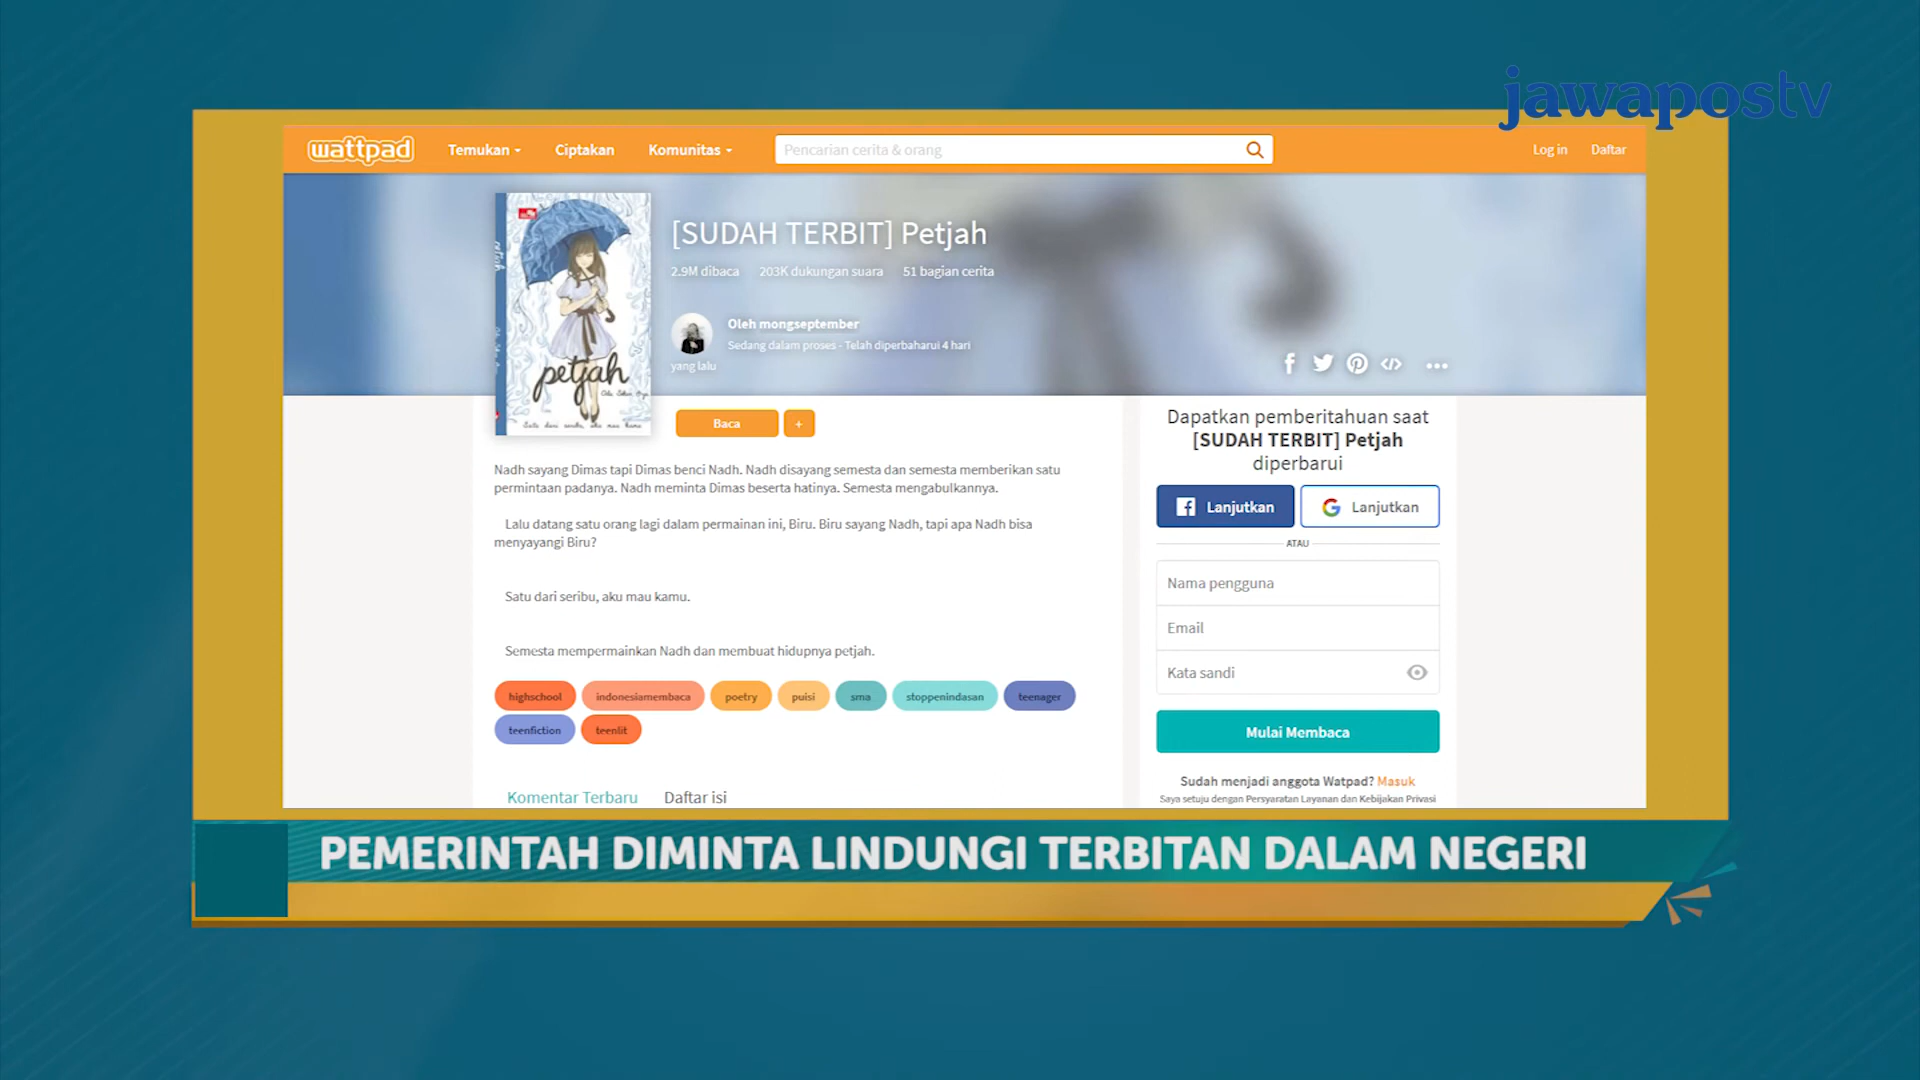 jawapostv
wattpad Temukan Ciptakan Komunitas Pencarian cerita & orang Log in Daftar
[SUDAH TERBIT] Petjah
2.9M dibaca 203K dukungan suara 51 bagian cerita
Oleh mongseptember
Sedang dalam proses - Telah diperbaharui 4 hari
yang lalu
petjah
Satu dari seribu, aku mau kamu
Baca +
Nadh sayang Dimas tapi Dimas benci Nadh. Nadh disayang semesta dan semesta memberikan satu
permintaan padanya. Nadh meminta Dimas beserta hatinya. Semesta mengabulkannya.
Lalu datang satu orang lagi dalam permainan ini, Biru. Biru sayang Nadh, tapi apa Nadh bisa
menyayangi Biru?
Satu dari seribu, aku mau kamu.
Semesta mempermainkan Nadh dan membuat hidupnya petjah.
highschool indonesiamembaca poetry puisi sma stoppenindasan teenager
teenfiction teenlit
Komentar Terbaru Daftar isi
Dapatkan pemberitahuan saat
[SUDAH TERBIT] Petjah
diperbarui
Lanjutkan Lanjutkan
ATAU
Nama pengguna
Email
Kata sandi
Mulai Membaca
Sudah menjadi anggota Watpad? Masuk
Saya setuju dengan Persyaratan Layanan dan Kebijakan Privasi
PEMERINTAH DIMINTA LINDUNGI TERBITAN DALAM NEGERI